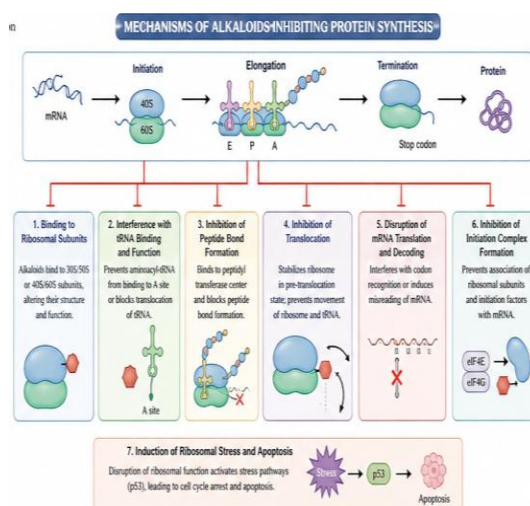 MECHANISMS OF ALKALOIDS INHIBITING PROTEIN SYNTHESIS
Initiation
Elongation
Termination
Protein
40S
60S
mRNA
E P A
Stop codon
1. Binding to
Ribosomal Subunits
Alkaloids bind to 30S/50S
or 40S/60S subunits,
altering their structure
and function.
2. Interference with
tRNA Binding
and Function
Prevents aminoacyl-tRNA
from binding to A site
or blocks translocation
of tRNA.
A site
3. Inhibition of
Peptide Bond
Formation
Binds to peptidyl
transferase center
and blocks peptide
bond formation.
4. Inhibition of
Translocation
Stabilizes ribosome
in pre-translocation
state; prevents movement
of ribosome and tRNA.
5. Disruption of
mRNA Translation
and Decoding
Interferes with codon
recognition or induces
misreading of mRNA.
6. Inhibition of
Initiation Complex
Formation
Prevents association of
ribosomal subunits
and initiation factors
with mRNA.
eIF4E
eIF4G
7. Induction of Ribosomal Stress and Apoptosis
Disruption of ribosomal function activates stress pathways
(p53), leading to cell cycle arrest and apoptosis.
Stress
p53
Apoptosis